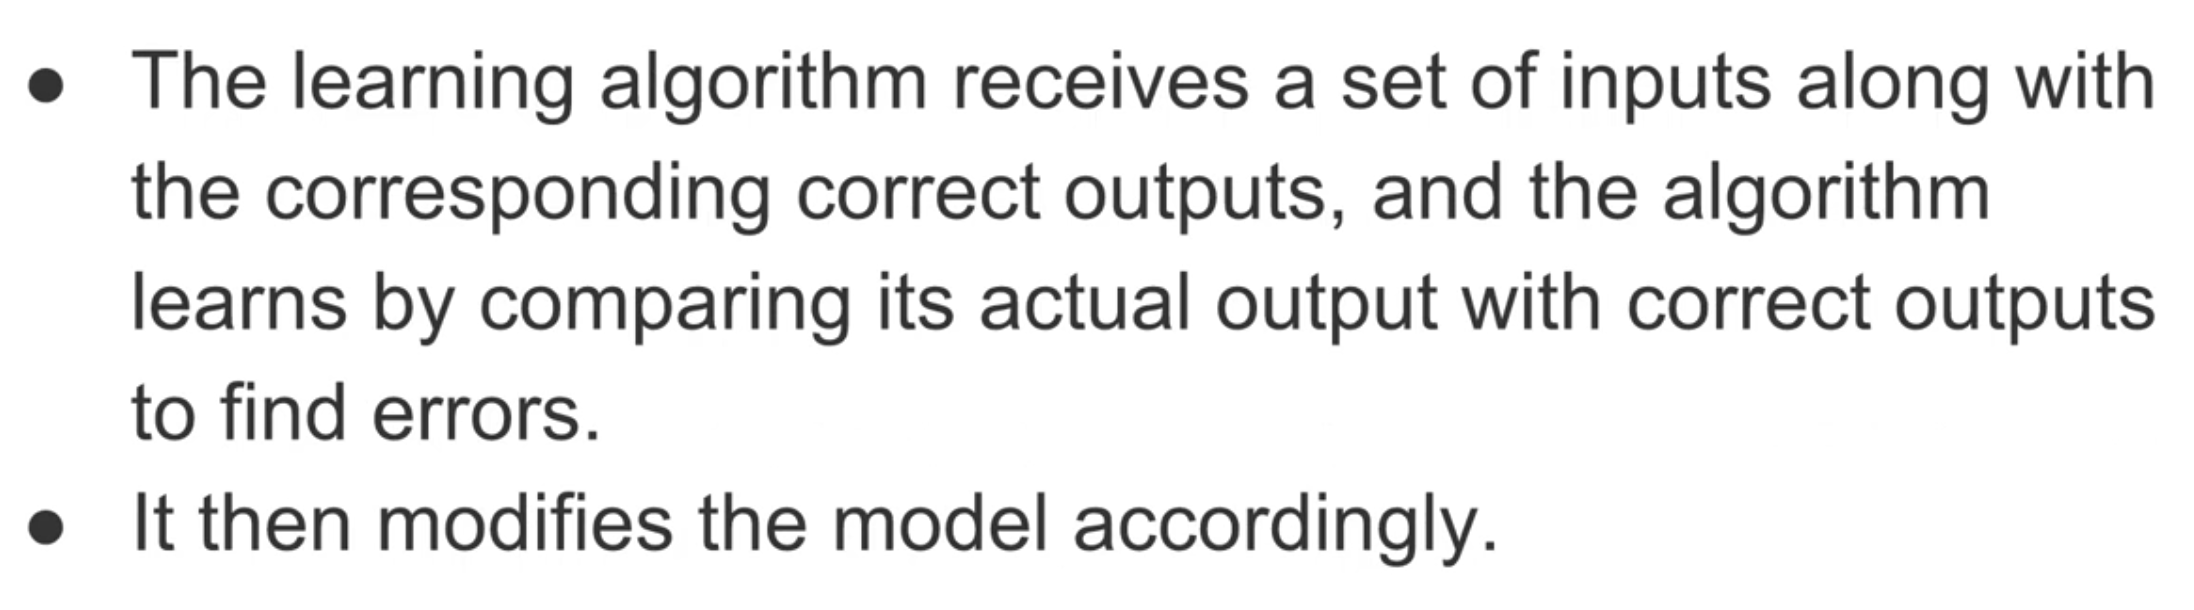 ● The learning algorithm receives a set of inputs along with
the corresponding correct outputs, and the algorithm
learns by comparing its actual output with correct outputs
to find errors.
● It then modifies the model accordingly.